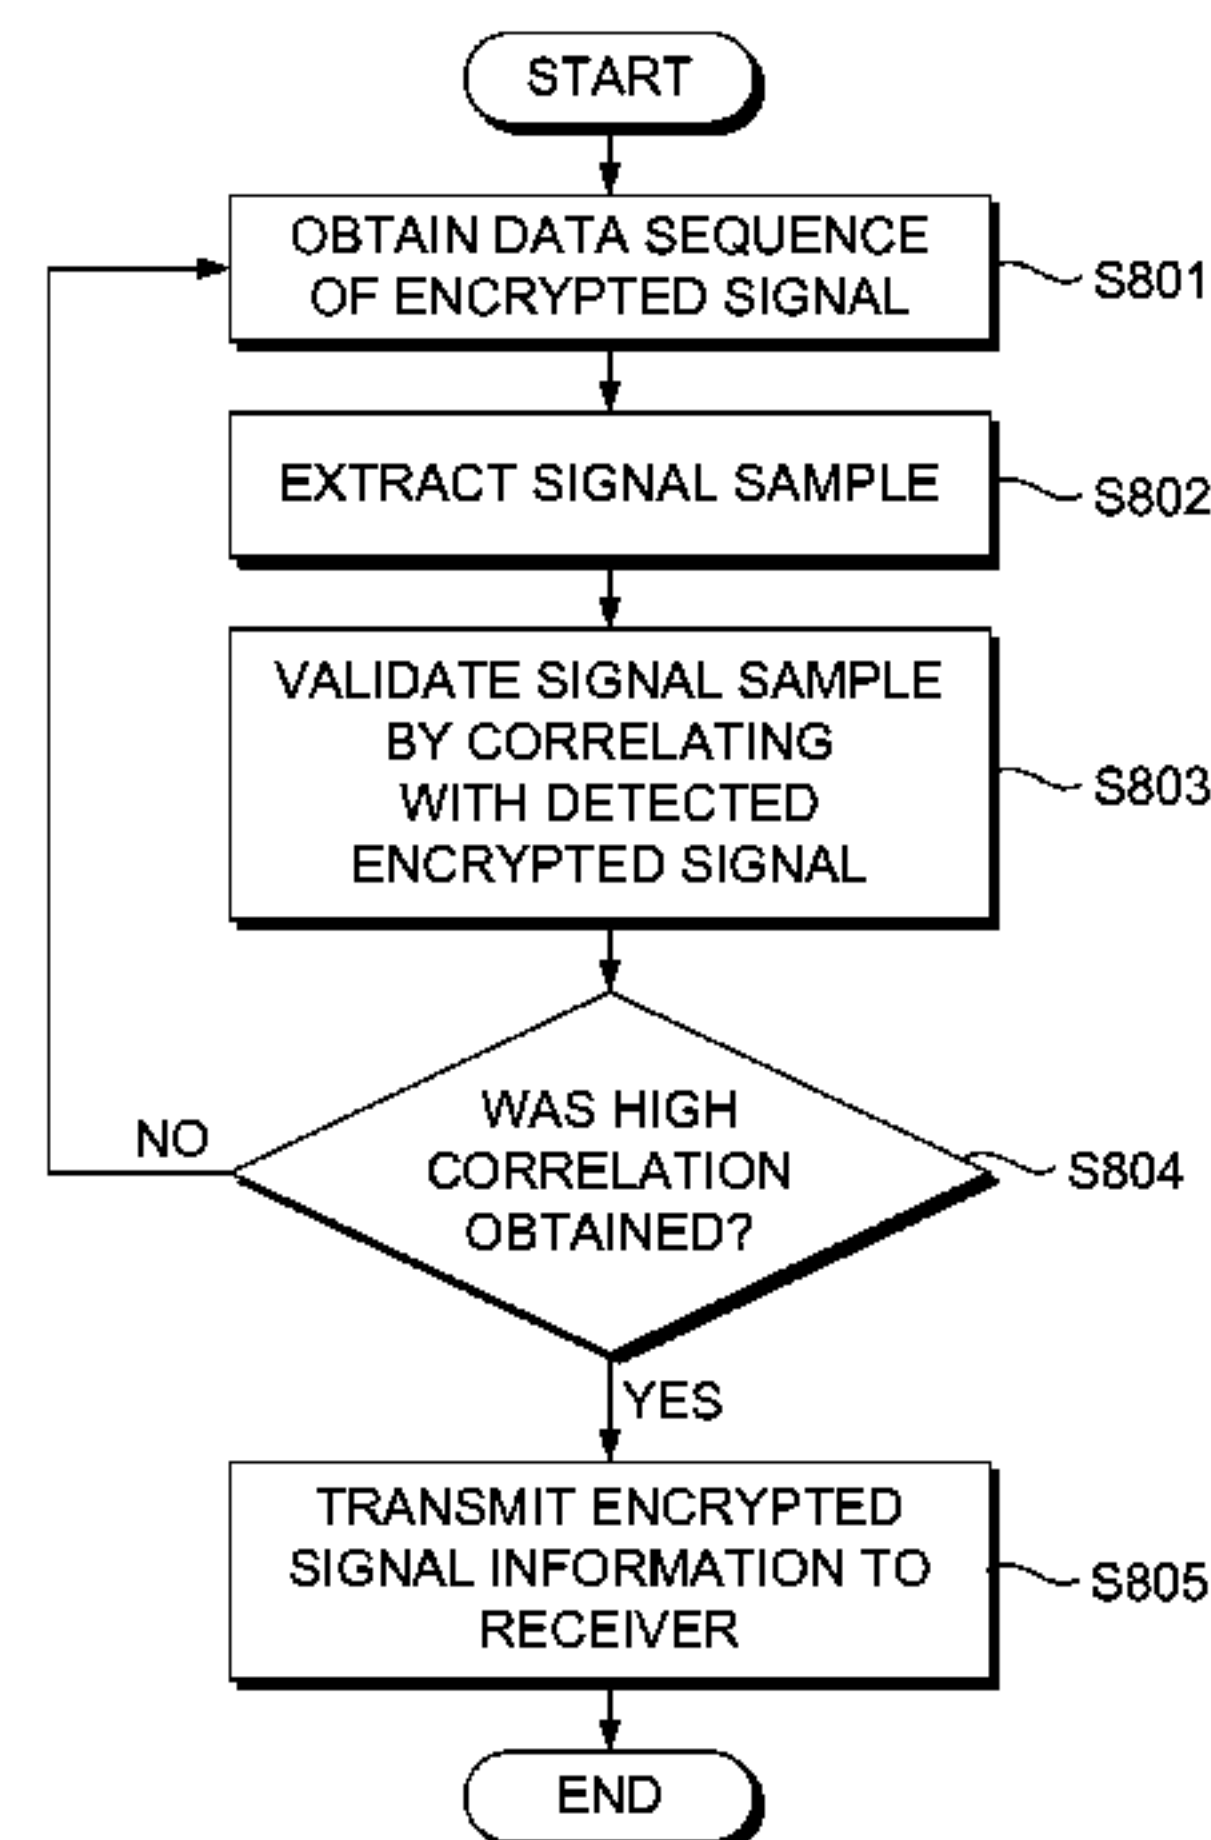 START
OBTAIN DATA SEQUENCE
OF ENCRYPTED SIGNAL
S801
EXTRACT SIGNAL SAMPLE
S802
VALIDATE SIGNAL SAMPLE
BY CORRELATING
WITH DETECTED
ENCRYPTED SIGNAL
S803
WAS HIGH
CORRELATION
OBTAINED?
S804
NO
YES
TRANSMIT ENCRYPTED
SIGNAL INFORMATION TO
RECEIVER
S805
END